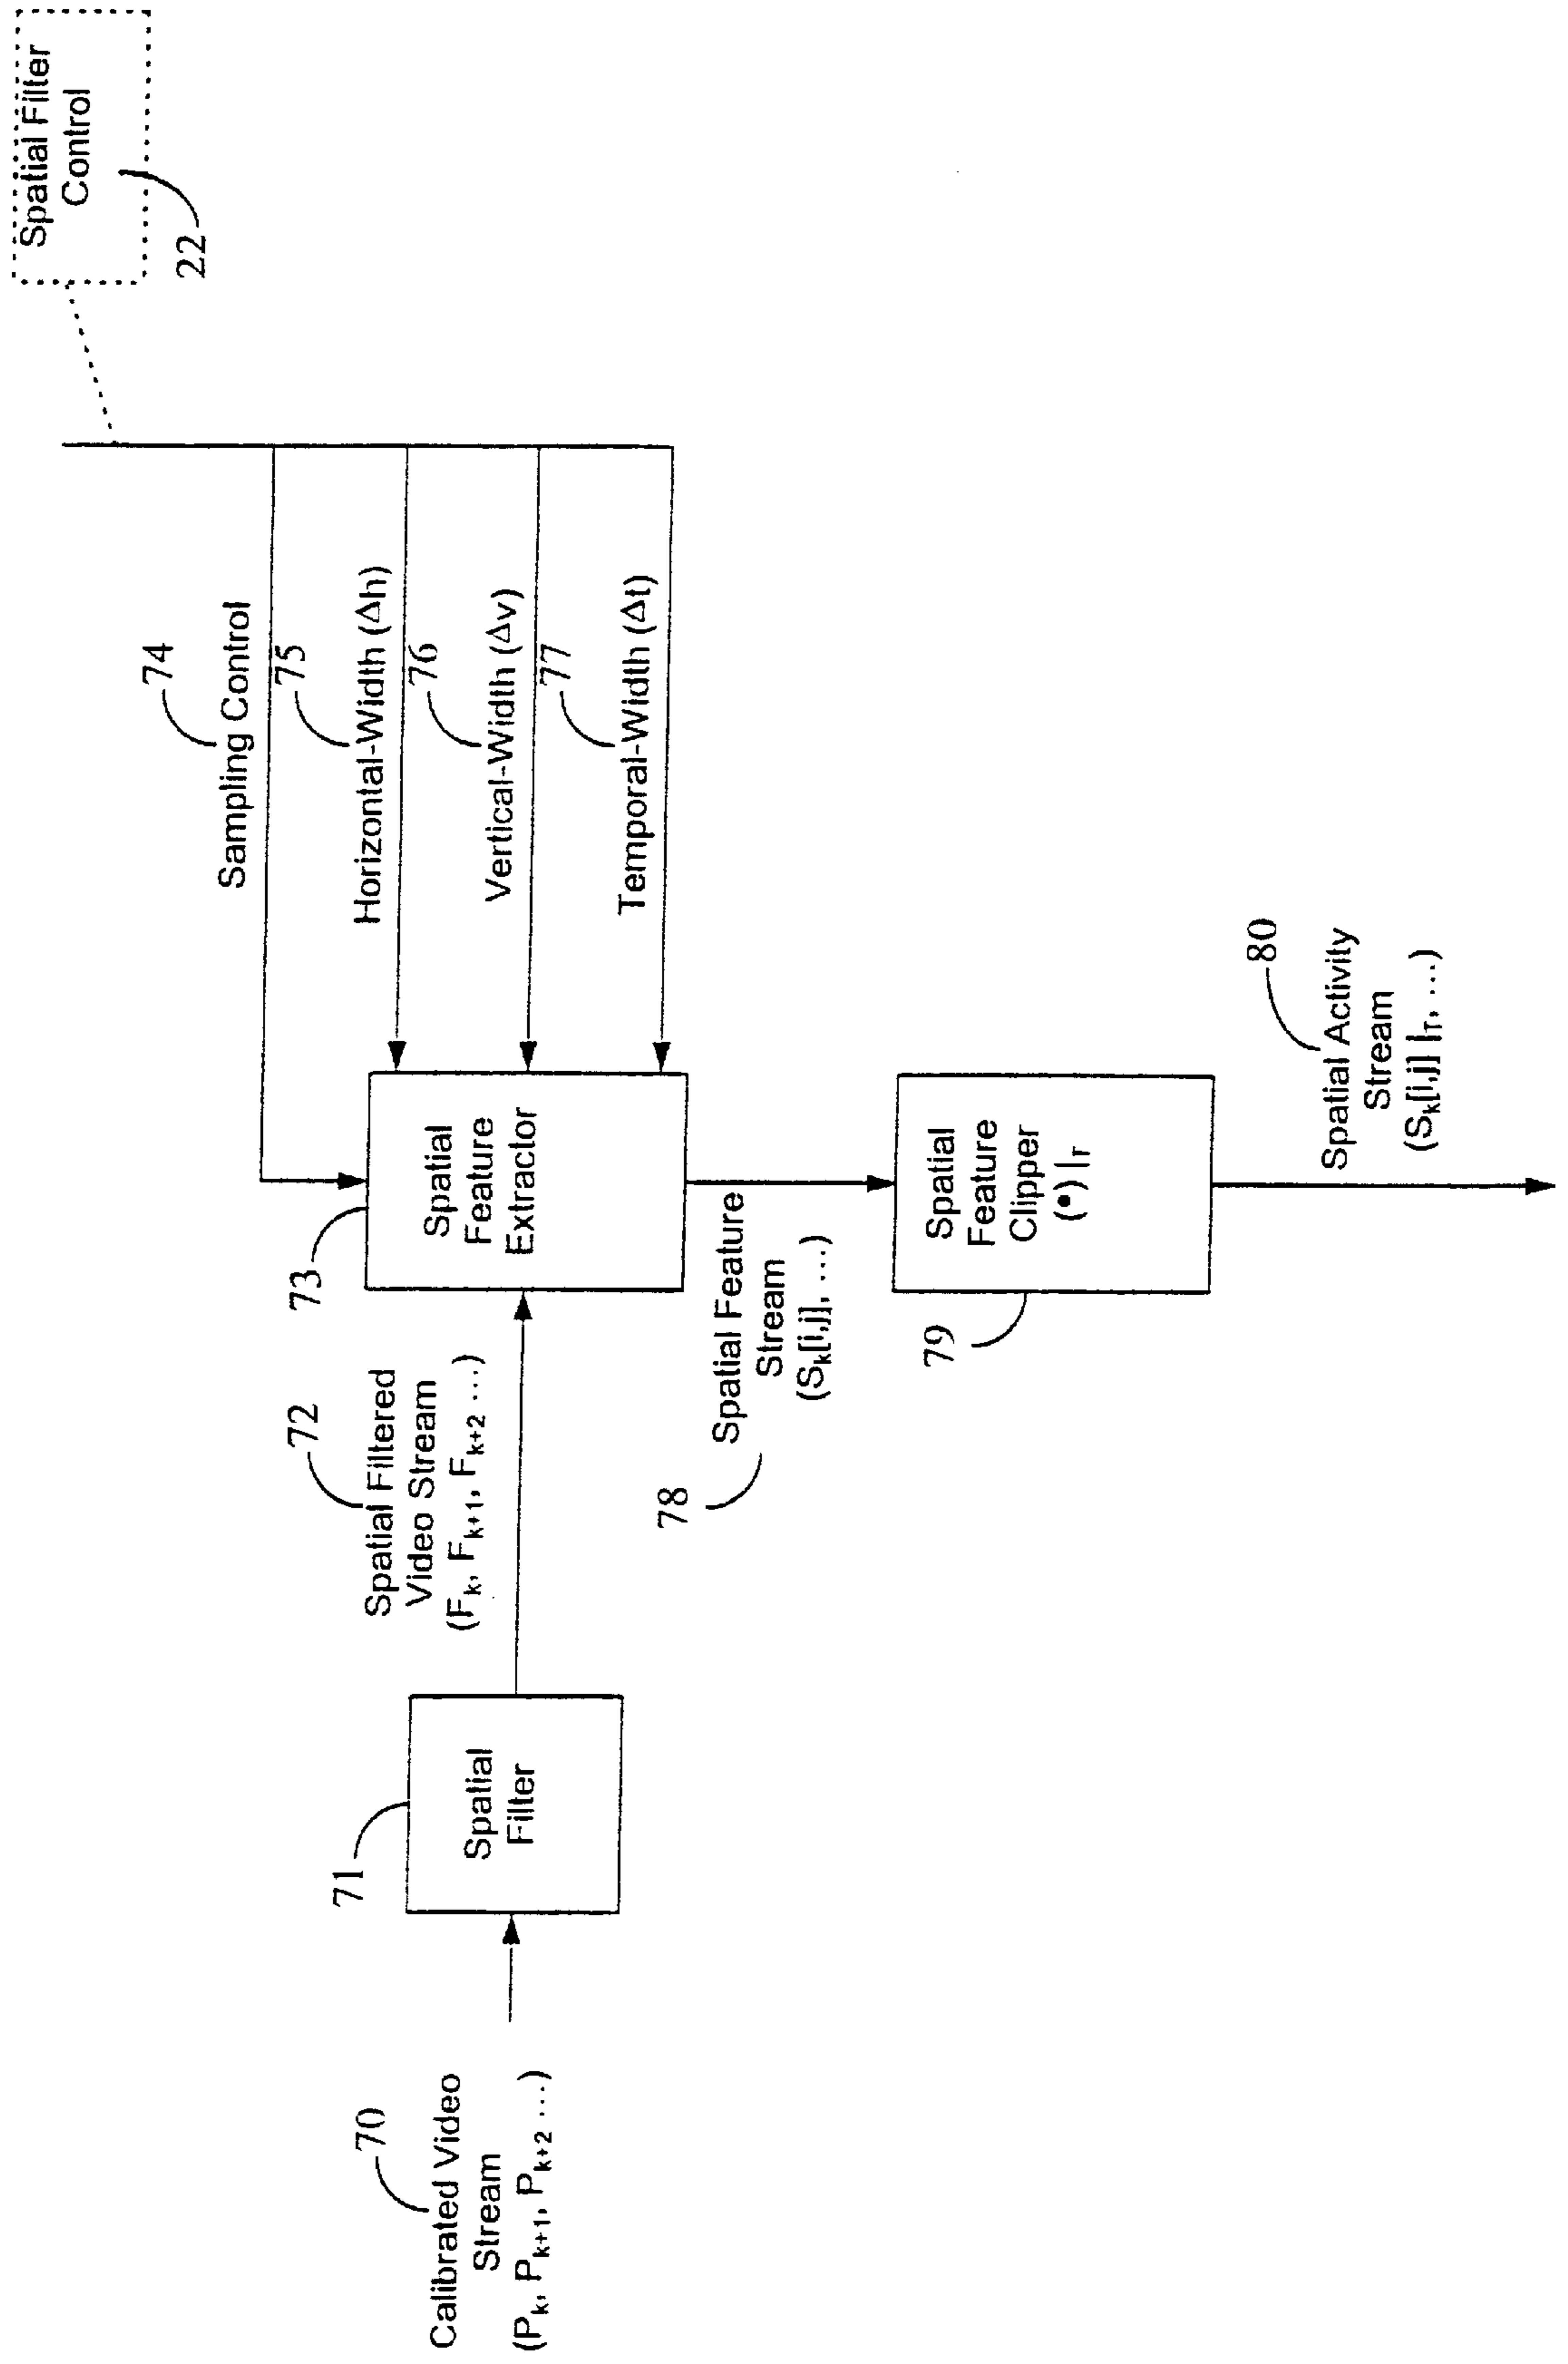 Spatial Filter
Control
22
74
Sampling Control
75
Horizontal-Width (Δh)
76
Vertical-Width (Δv)
77
Temporal-Width (Δt)
70
Calibrated Video
Stream
(Pk, Pk+1, Pk+2 ...)
71
Spatial
Filter
72
Spatial Filtered
Video Stream
(Fk, Fk+1, Fk+2 ...)
73
Spatial
Feature
Extractor
78
Spatial Feature
Stream
(Sk[i,j], ...)
79
Spatial
Feature
Clipper
(•) |T
80
Spatial Activity
Stream
(Sk[i,j] |T, ...)